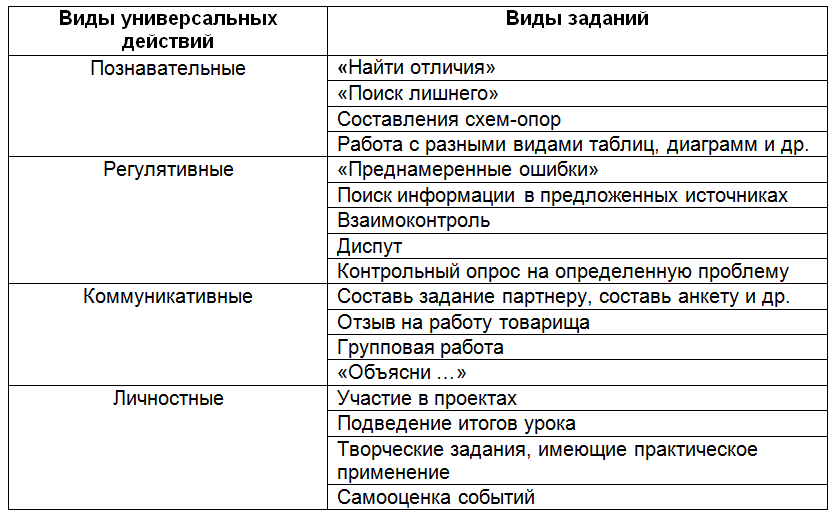 Виды универсальных
действий
Виды заданий
Познавательные
«Найти отличия»
«Поиск лишнего»
Составления схем-опор
Работа с разными видами таблиц, диаграмм и др.
Регулятивные
«Преднамеренные ошибки»
Поиск информации в предложенных источниках
Взаимоконтроль
Диспут
Контрольный опрос на определенную проблему
Коммуникативные
Составь задание партнеру, составь анкету и др.
Отзыв на работу товарища
Групповая работа
«Объясни …»
Личностные
Участие в проектах
Подведение итогов урока
Творческие задания, имеющие практическое
применение
Самооценка событий